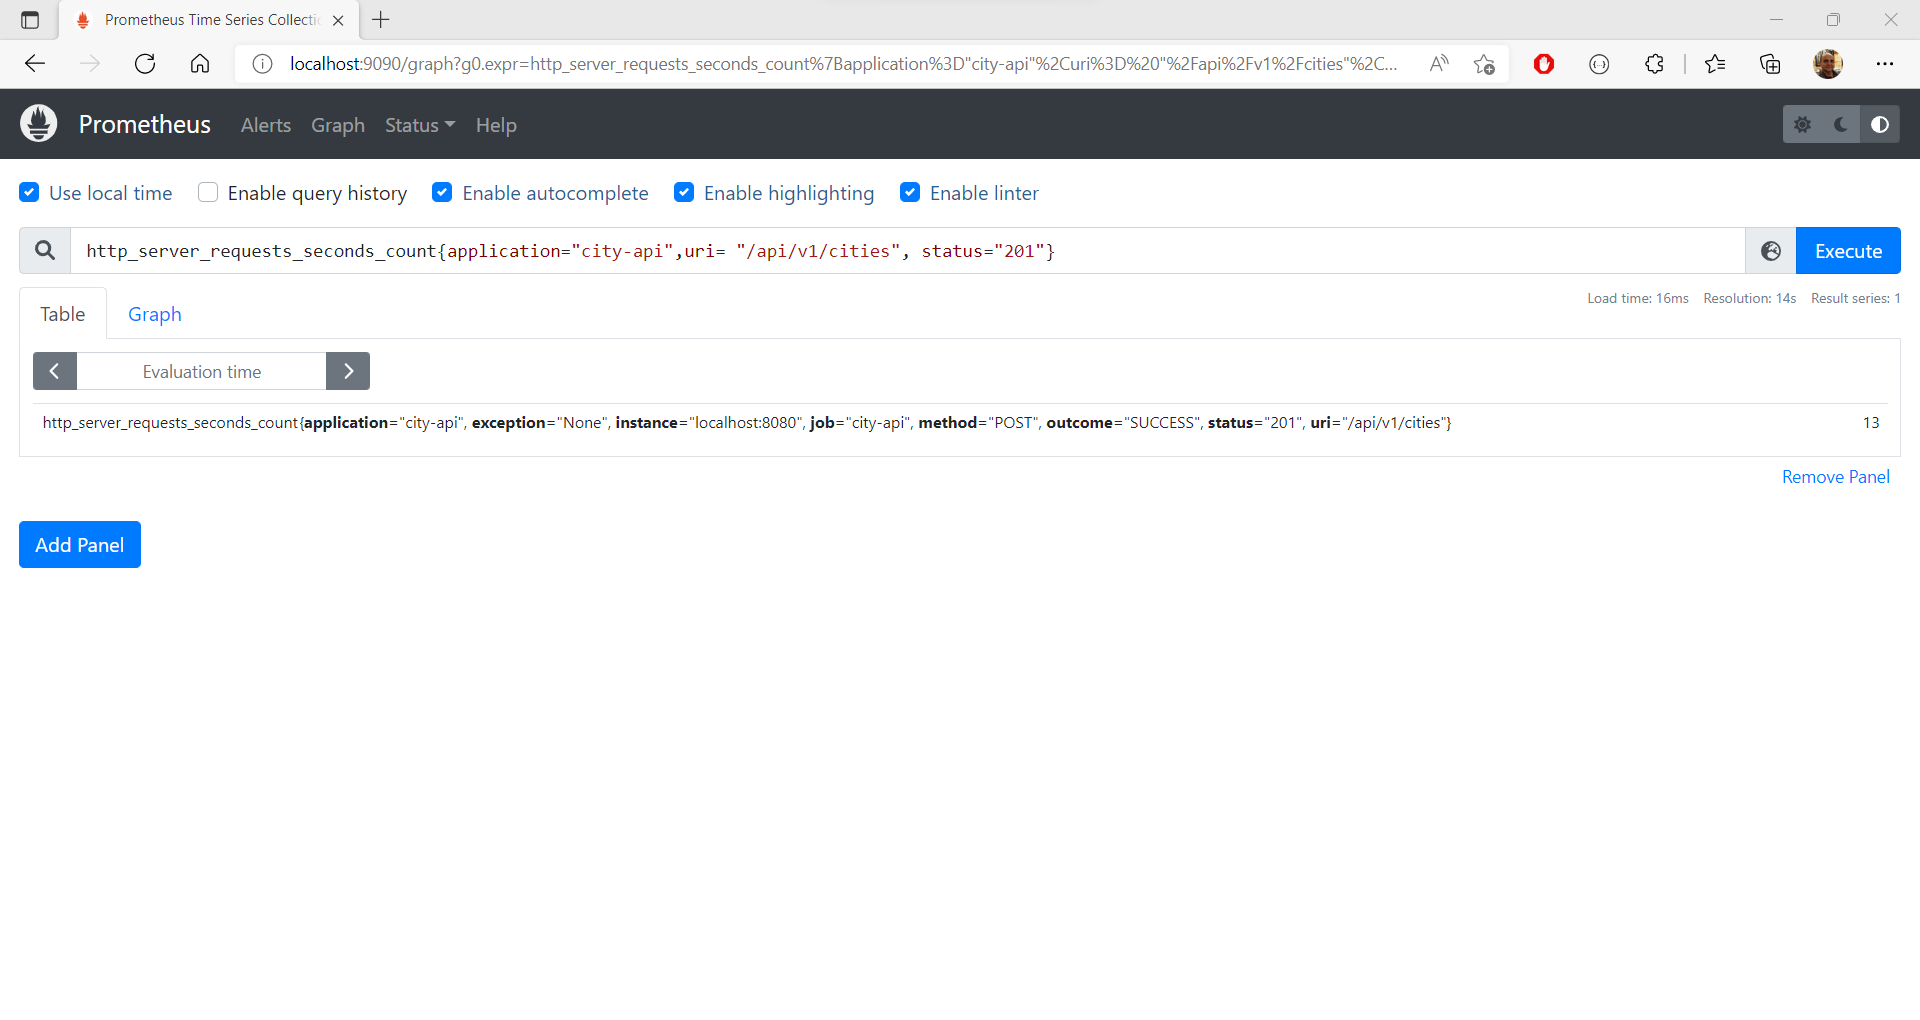 Prometheus Time Series Collecti
localhost:9090/graph?g0.expr=http_server_requests_seconds_count%7Bapplication%3D"city-api"%2Curi%3D%20"%2Fapi%2Fv1%2Fcities"%2C...
Prometheus Alerts Graph Status Help
Use local time Enable query history Enable autocomplete Enable highlighting Enable linter
http_server_requests_seconds_count{application="city-api",uri= "/api/v1/cities", status="201"} Execute
Load time: 16ms Resolution: 14s Result series: 1
Table Graph
Evaluation time
http_server_requests_seconds_count{application="city-api", exception="None", instance="localhost:8080", job="city-api", method="POST", outcome="SUCCESS", status="201", uri="/api/v1/cities"} 13
Remove Panel
Add Panel